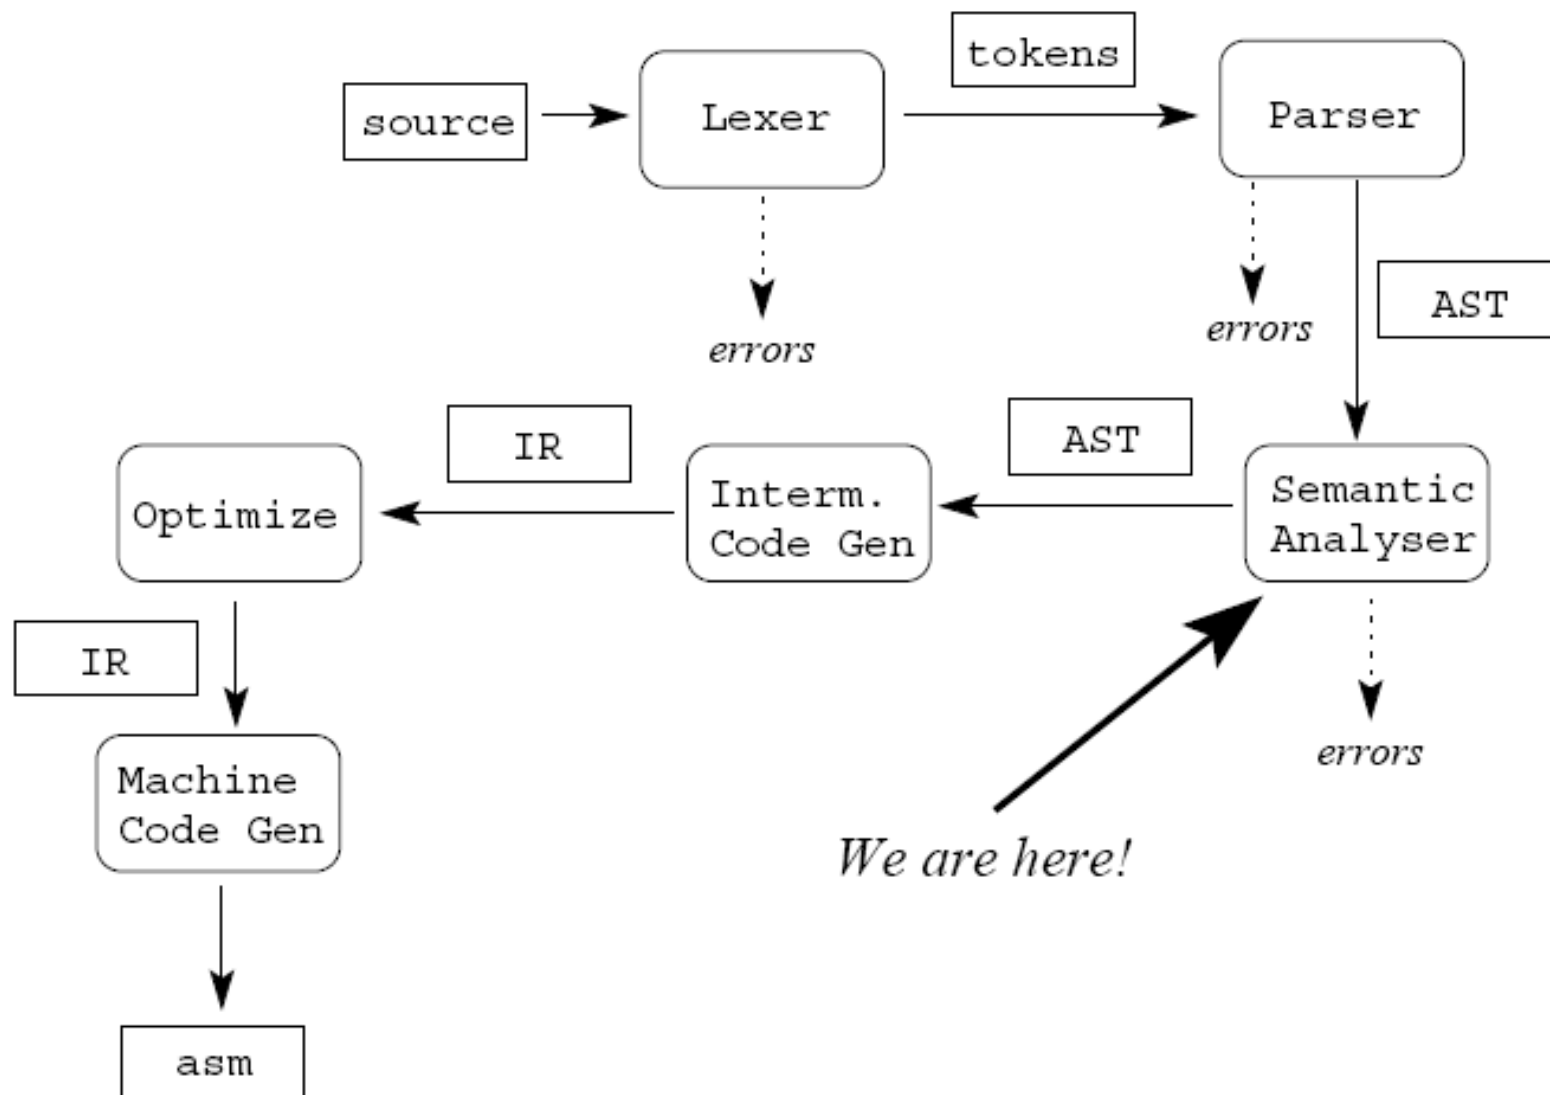 source
Lexer
tokens
Parser
errors
errors
AST
Semantic
Analyser
AST
Interm.
Code Gen
IR
Optimize
errors
We are here!
IR
Machine
Code Gen
asm